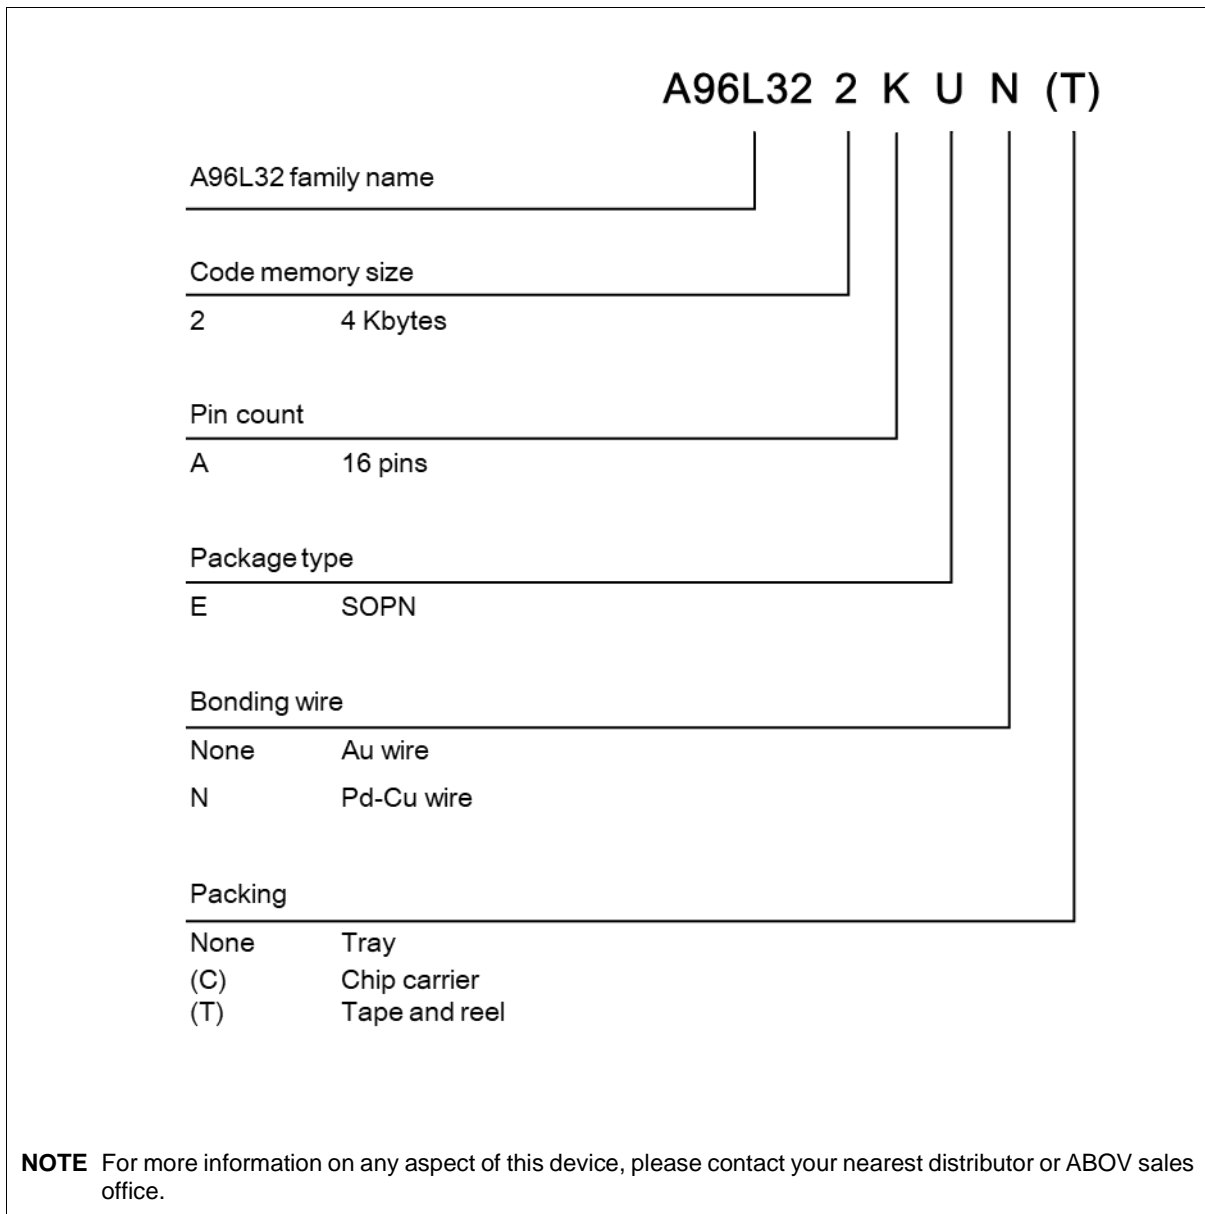 A96L32 2 K U N (T)
A96L32 family name
Code memory size
2 4 Kbytes
Pin count
A 16 pins
Package type
E SOPN
Bonding wire
None Au wire
N Pd-Cu wire
Packing
None Tray
(C) Chip carrier
(T) Tape and reel
NOTE For more information on any aspect of this device, please contact your nearest distributor or ABOV sales
office.